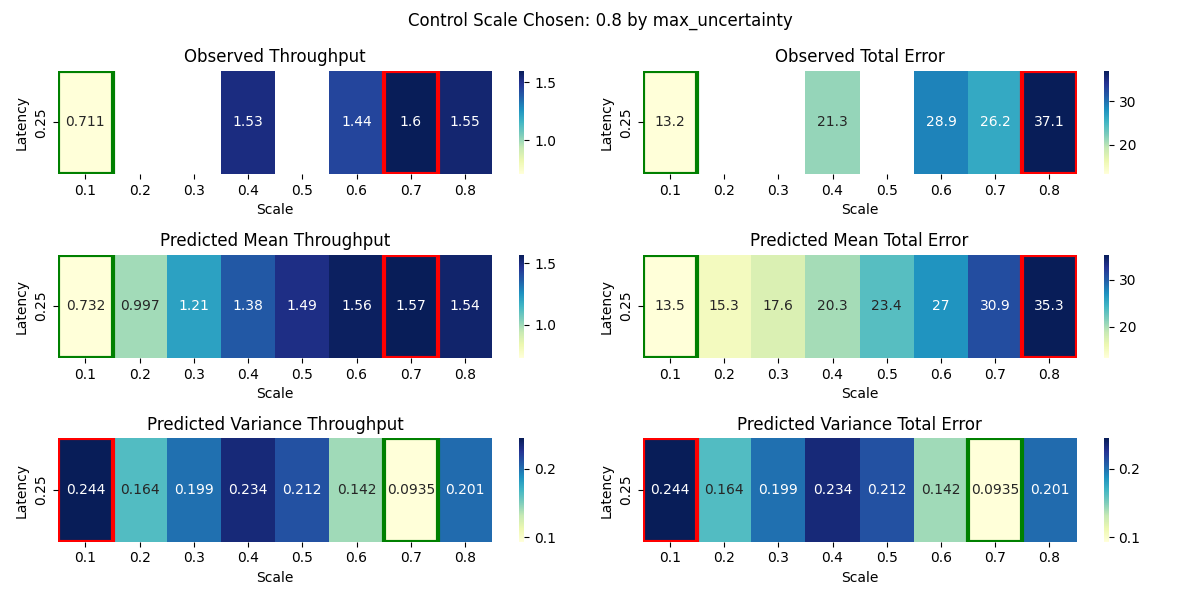 Control Scale Chosen: 0.8 by max_uncertainty
Observed Throughput
Latency
0.25
0.711
1.53
1.44
1.6
1.55
0.1 0.2 0.3 0.4 0.5 0.6 0.7 0.8
Scale
1.5
1.0
Observed Total Error
Latency
0.25
13.2
21.3
28.9
26.2
37.1
0.1 0.2 0.3 0.4 0.5 0.6 0.7 0.8
Scale
30
20
Predicted Mean Throughput
Latency
0.25
0.732 0.997 1.21 1.38 1.49 1.56 1.57 1.54
0.1 0.2 0.3 0.4 0.5 0.6 0.7 0.8
Scale
1.5
1.0
Predicted Mean Total Error
Latency
0.25
13.5 15.3 17.6 20.3 23.4 27 30.9 35.3
0.1 0.2 0.3 0.4 0.5 0.6 0.7 0.8
Scale
30
20
Predicted Variance Throughput
Latency
0.25
0.244 0.164 0.199 0.234 0.212 0.142 0.0935 0.201
0.1 0.2 0.3 0.4 0.5 0.6 0.7 0.8
Scale
0.2
0.1
Predicted Variance Total Error
Latency
0.25
0.244 0.164 0.199 0.234 0.212 0.142 0.0935 0.201
0.1 0.2 0.3 0.4 0.5 0.6 0.7 0.8
Scale
0.2
0.1